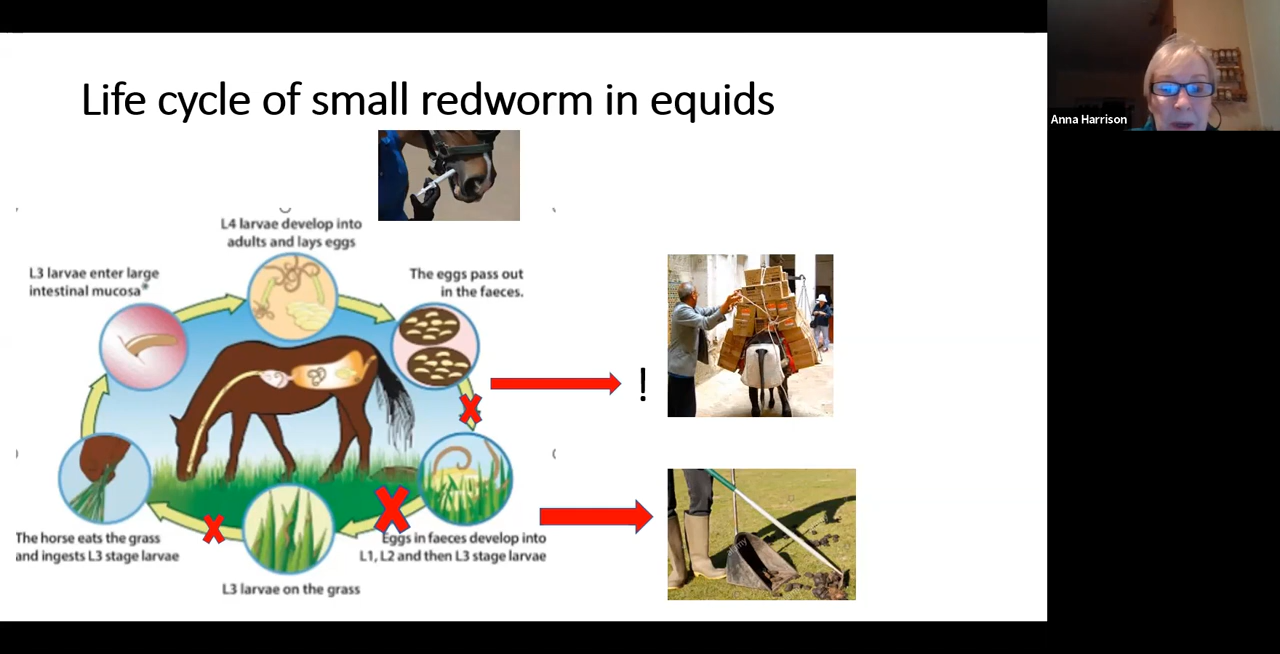 Life cycle of small redworm in equids
Anna Harrison
L4 larvae develop into
adults and lays eggs
L3 larvae enter large
intestinal mucosa*
The eggs pass out
in the faeces.
!
The horse eats the grass
and ingests L3 stage larvae
Eggs in faeces develop into
L1, L2 and then L3 stage larvae
L3 larvae on the grass